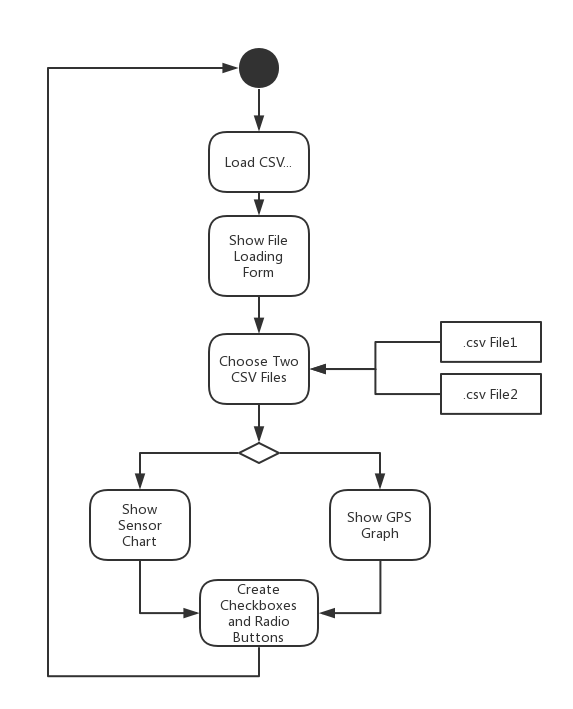 Load CSV...
Show File
Loading
Form
Choose Two
CSV Files
.csv File1
.csv File2
Show
Sensor
Chart
Show GPS
Graph
Create
Checkboxes
and Radio
Buttons